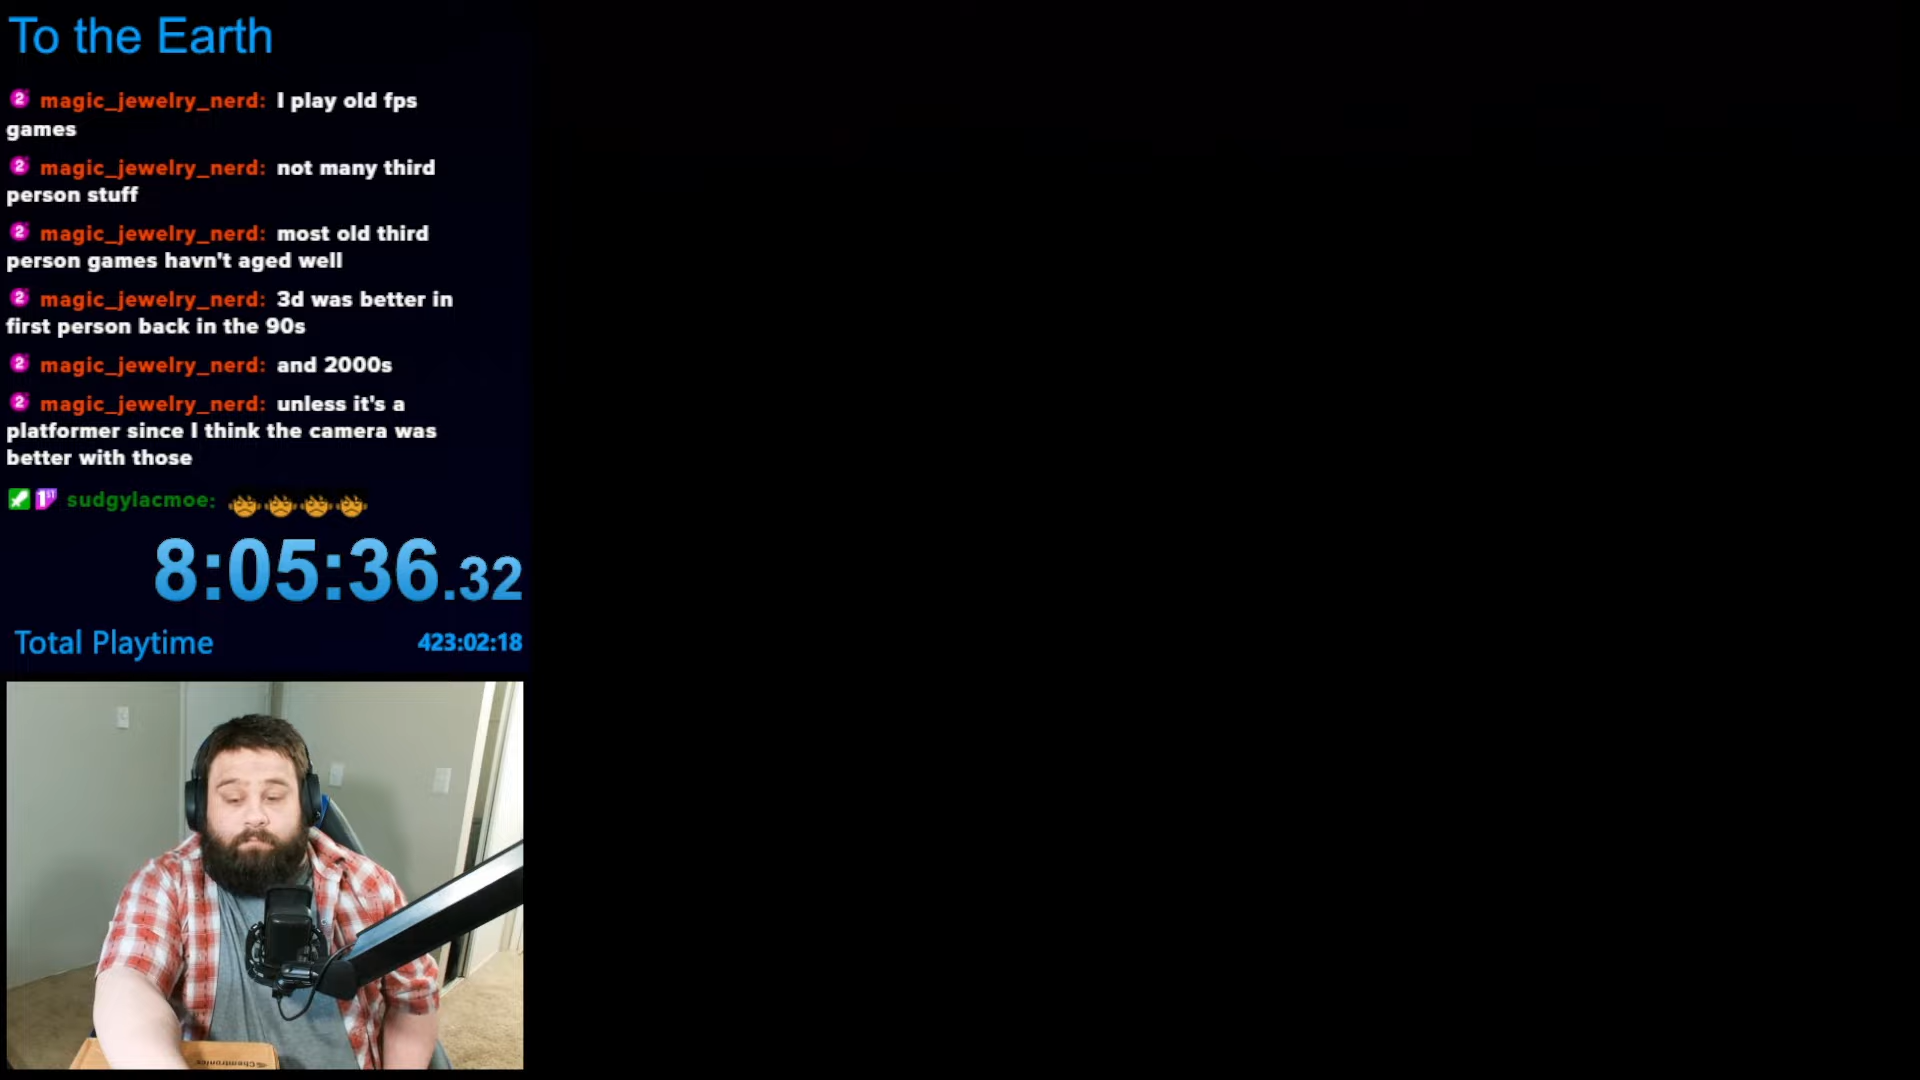 To the Earth
magic_jewelry_nerd: I play old fps
games
magic_jewelry_nerd: not many third
person stuff
magic_jewelry_nerd: most old third
person games havn't aged well
magic_jewelry_nerd: 3d was better in
first person back in the 90s
magic_jewelry_nerd: and 2000s
magic_jewelry_nerd: unless it's a
platformer since I think the camera was
better with those
sudgylacmoe:
8:05:36.32
Total Playtime 423:02:18
Chemtronics